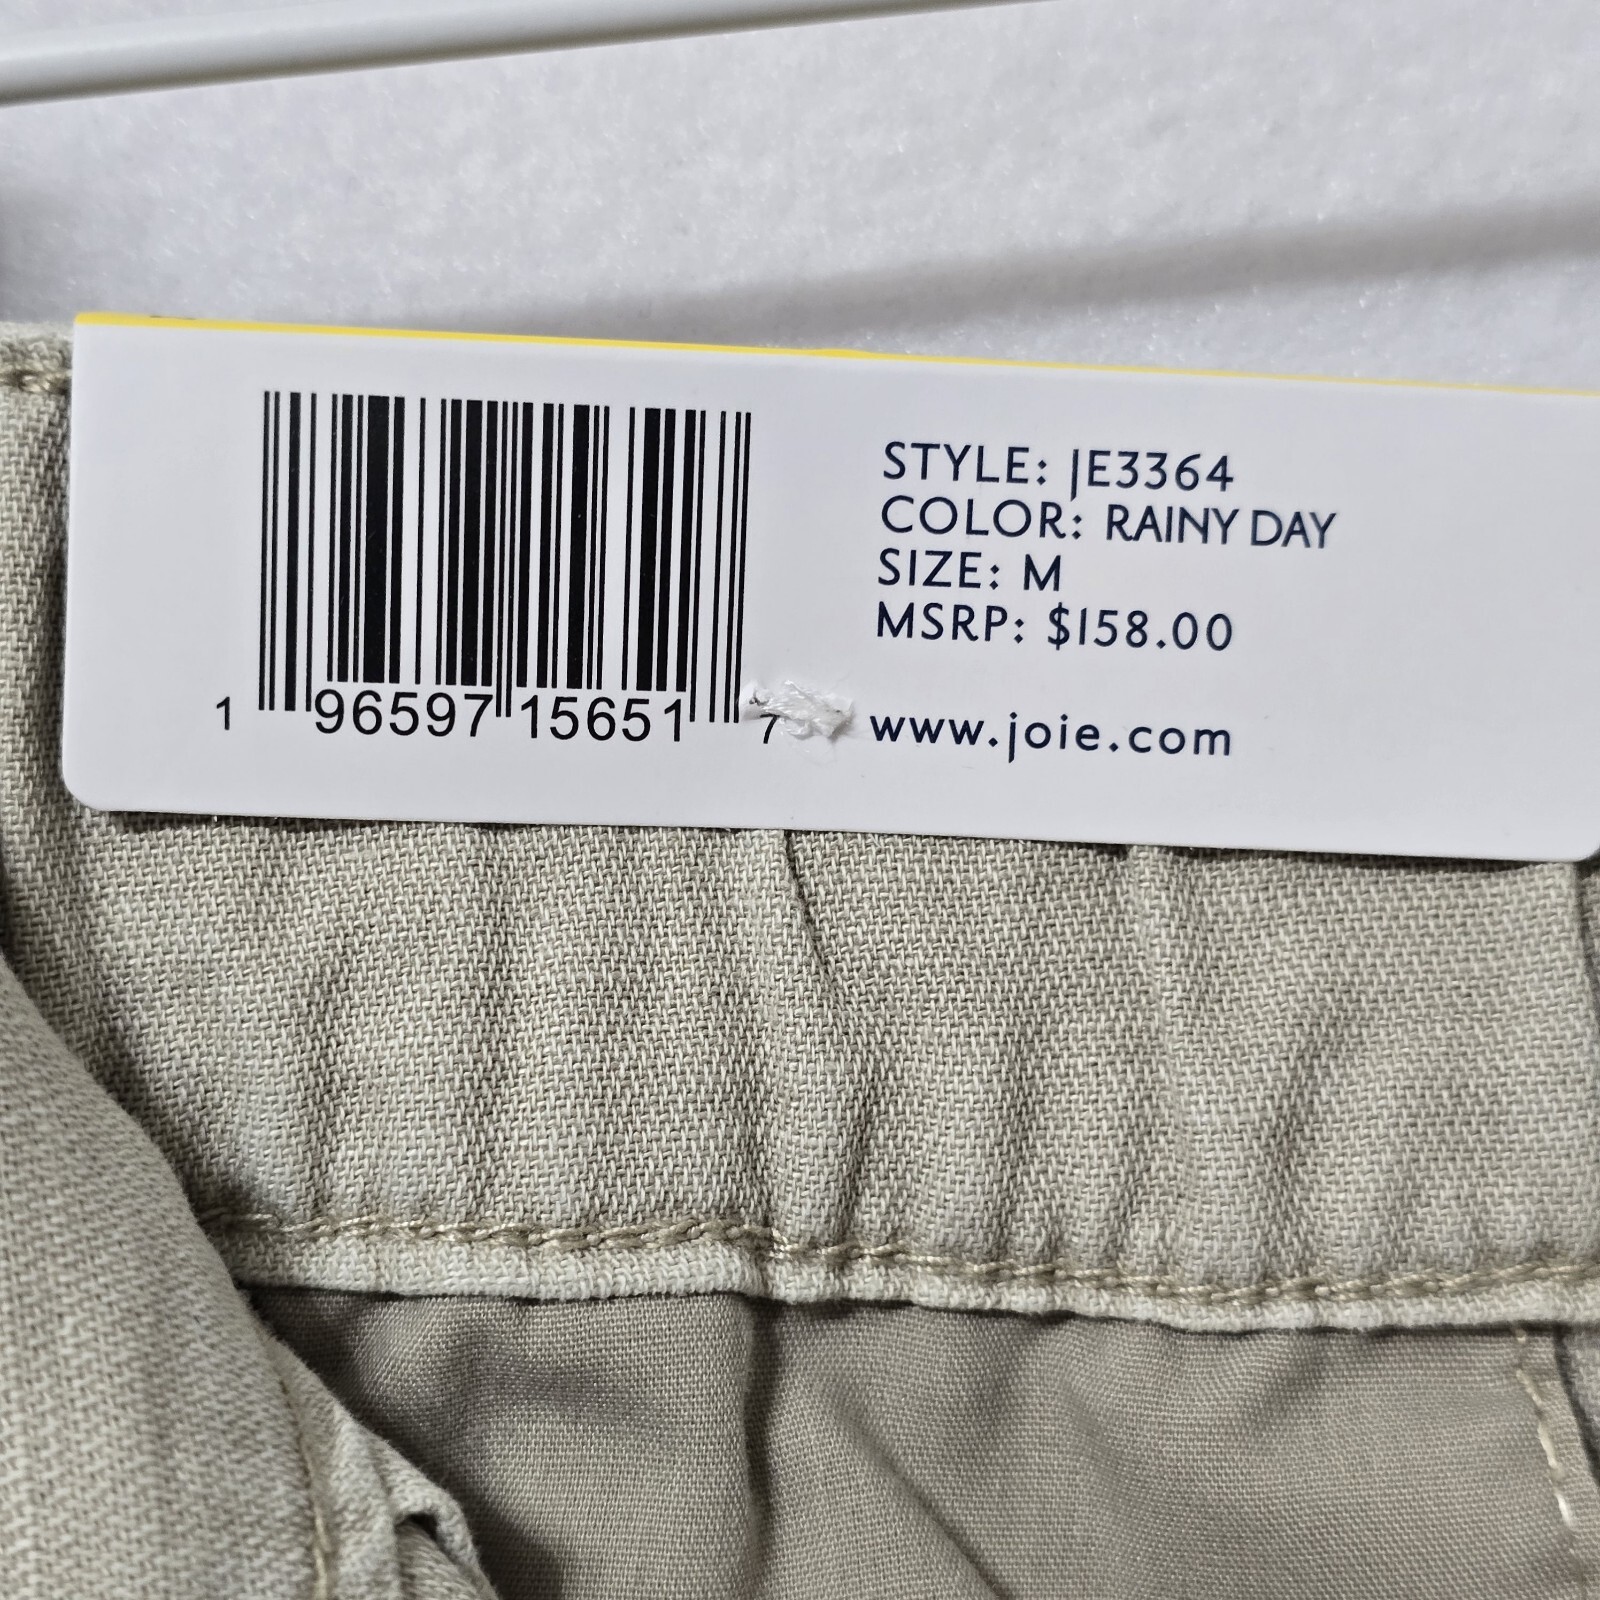 STYLE: JE3364
COLOR: RAINY DAY
SIZE: M
MSRP: $158.00
1 96597 15651 7
www.joie.com